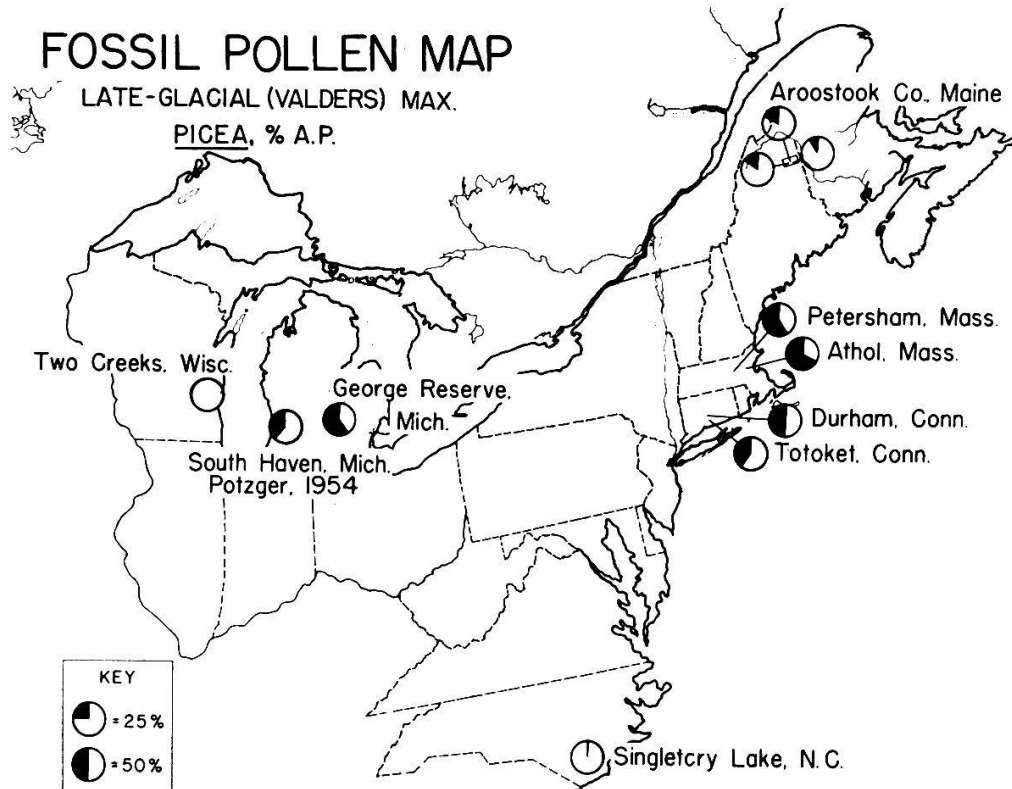 FOSSIL POLLEN MAP
LATE-GLACIAL (VALDERS) MAX.
PICEA, % A.P.
Aroostook Co., Maine
Petersham, Mass.
Athol, Mass.
Two Creeks, Wisc.
George Reserve,
Mich.
Durham, Conn.
Totoket, Conn.
South Haven, Mich.
Potzger, 1954
KEY
= 25%
= 50%
Singletcry Lake, N.C.